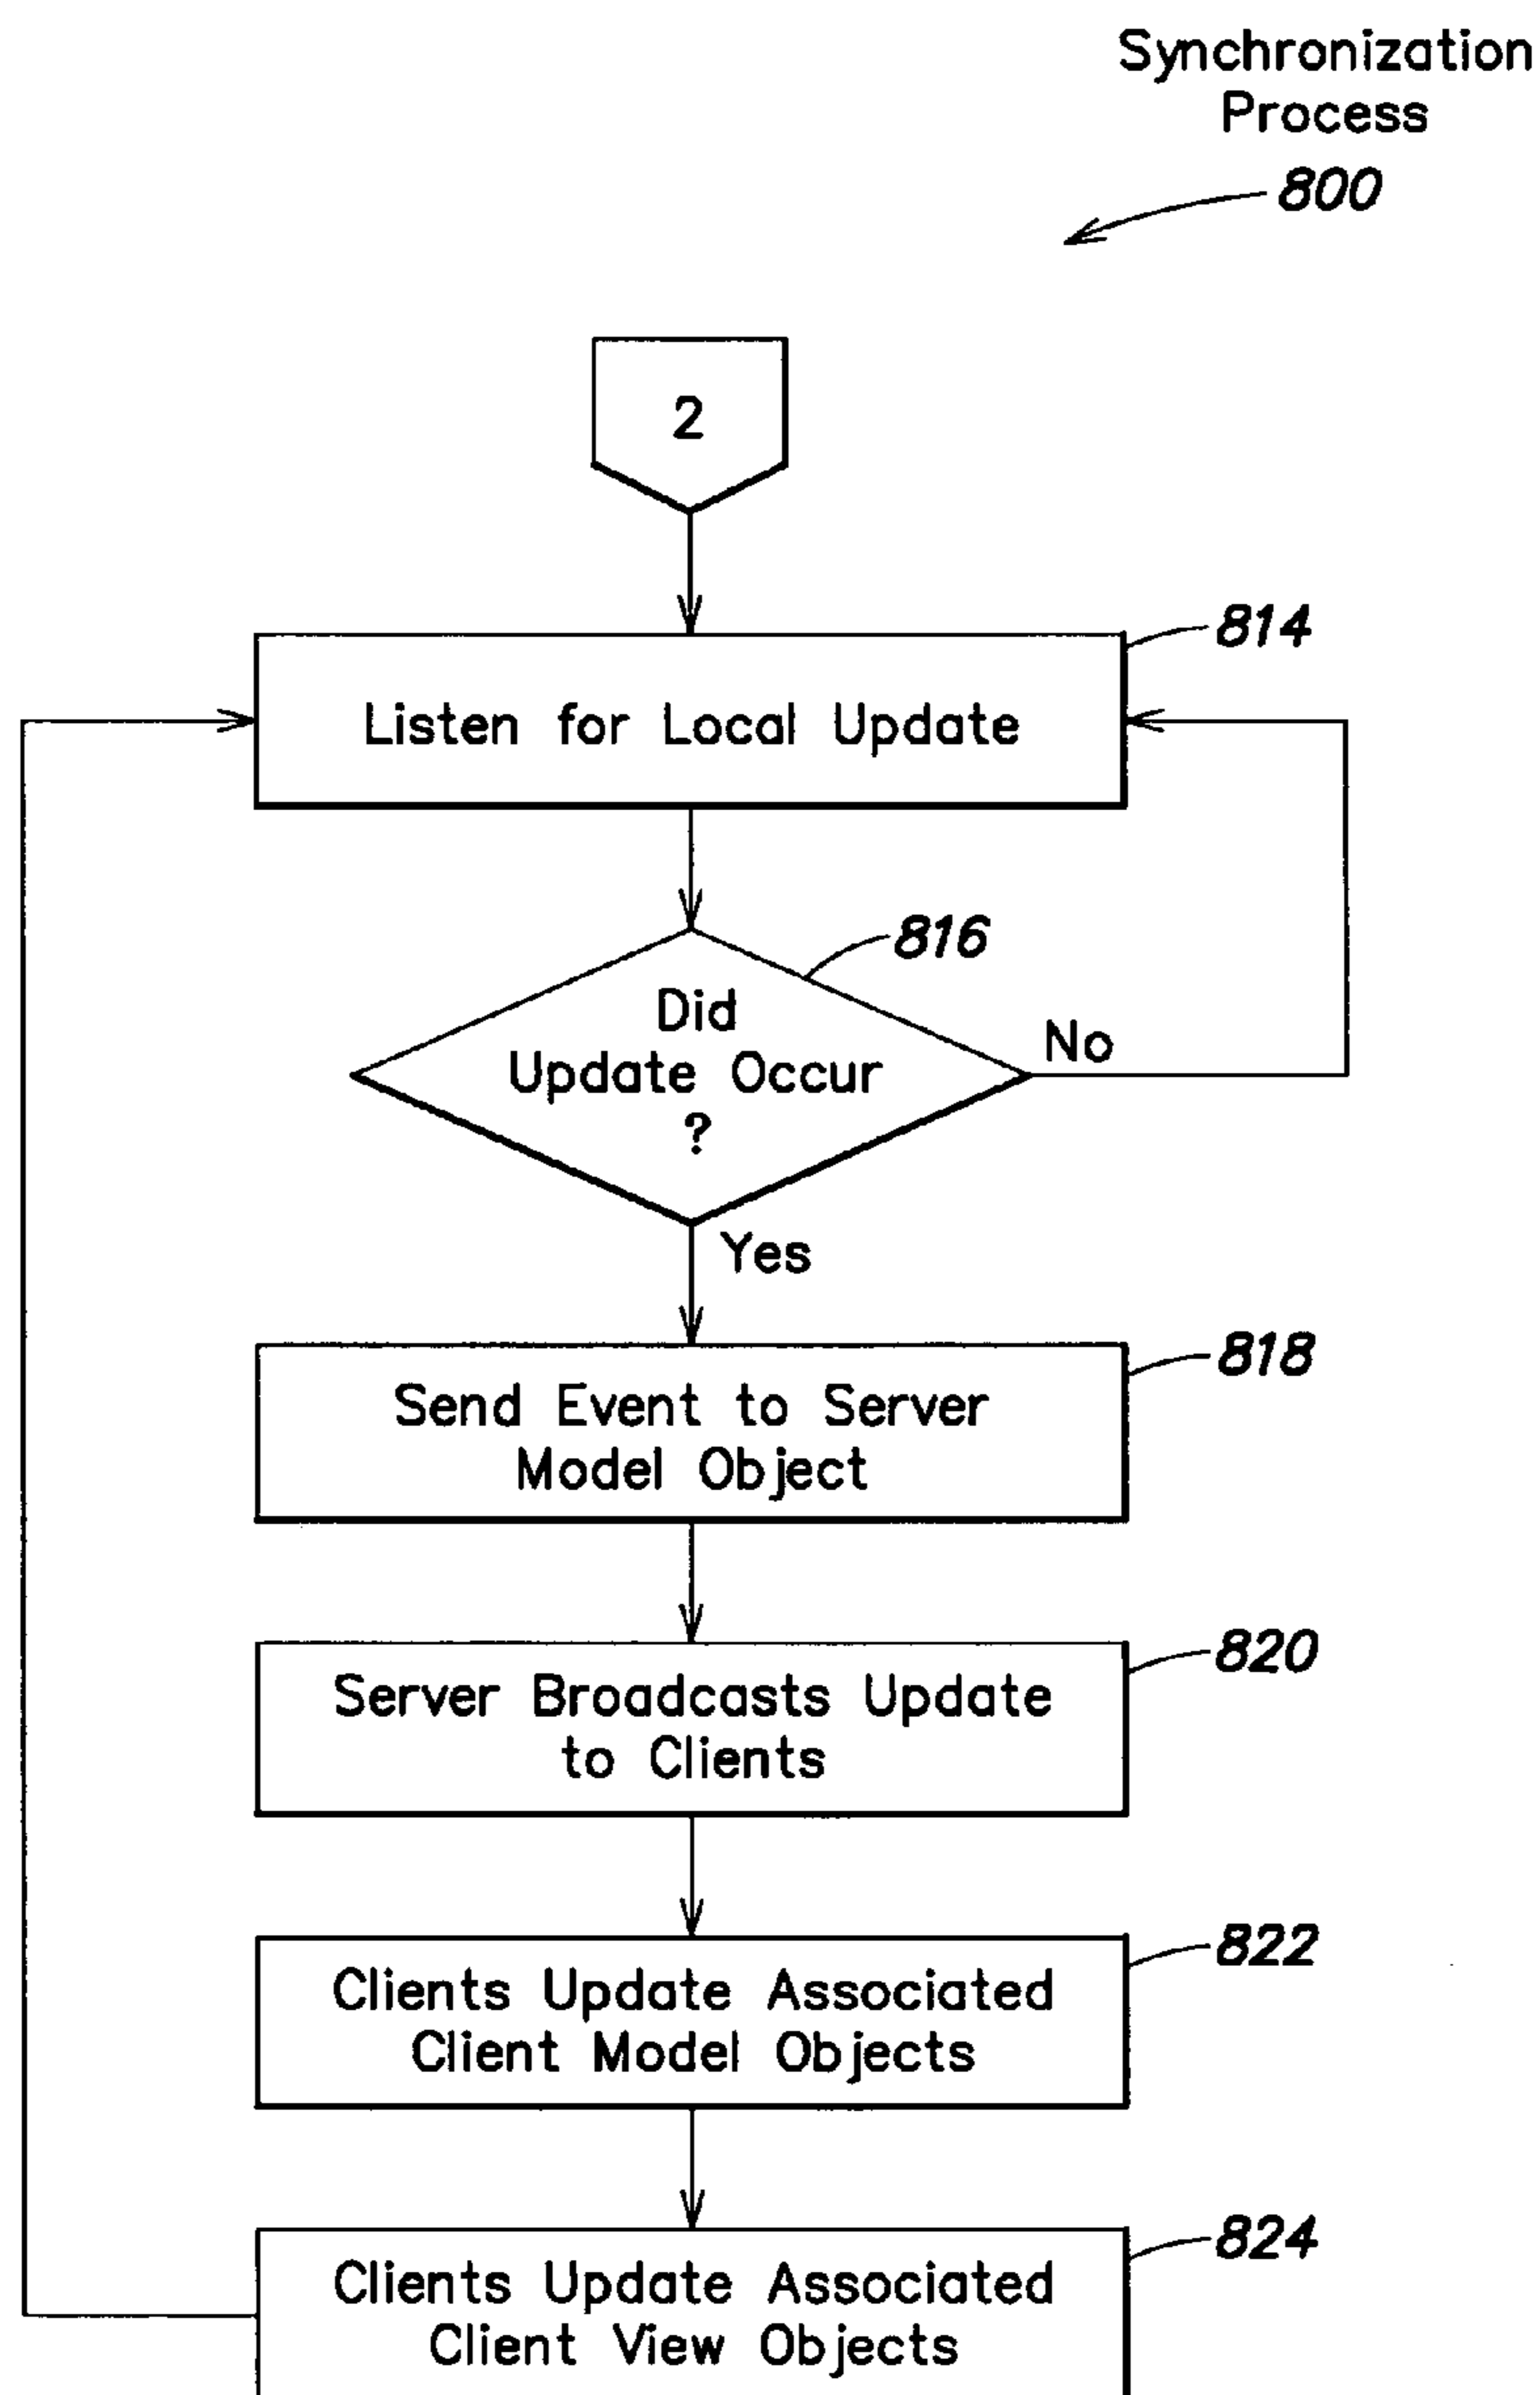 Synchronization
Process
800
2
814
Listen for Local Update
816
Did
Update Occur
?
No
Yes
818
Send Event to Server
Model Object
820
Server Broadcasts Update
to Clients
822
Clients Update Associated
Client Model Objects
824
Clients Update Associated
Client View Objects